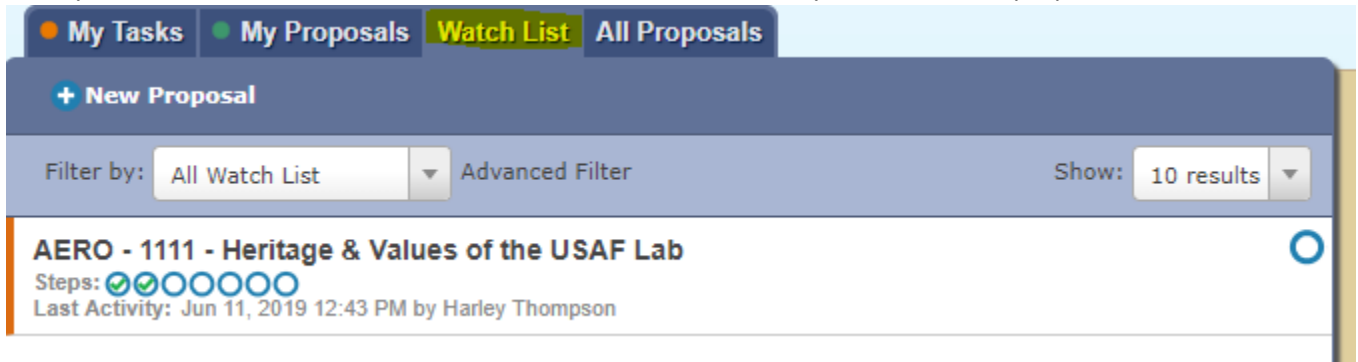 My Tasks My Proposals Watch List All Proposals
New Proposal
Filter by: All Watch List Advanced Filter Show: 10 results
AERO - 1111 - Heritage & Values of the USAF Lab
Steps:
Last Activity: Jun 11, 2019 12:43 PM by Harley Thompson